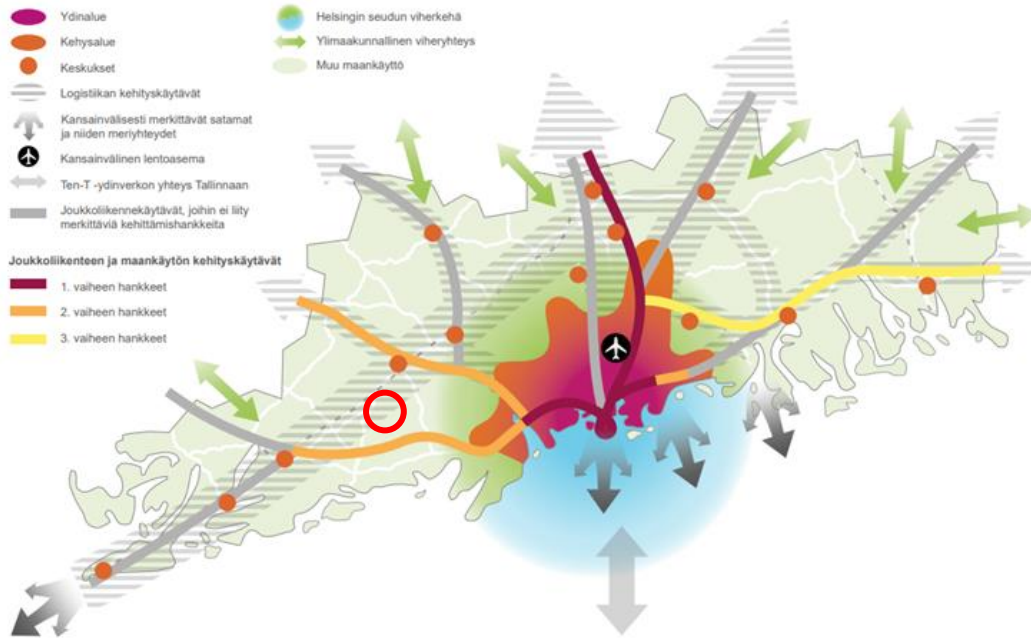 Ydinalue
Kehysalue
Keskukset
Logistiikan kehityskäytävät
Kansainvälisesti merkittävät satamat
ja niiden meriyhteydet
Kansainvälinen lentoasema
Ten-T -ydinverkon yhteys Tallinnaan
Joukkoliikennekäytävät, joihin ei liity
merkittäviä kehittämishankkeita
Joukkoliikenteen ja maankäytön kehityskäytävät
1. vaiheen hankkeet
2. vaiheen hankkeet
3. vaiheen hankkeet
Helsingin seudun viherkehä
Ylimaakunnallinen viheryhteys
Muu maankäyttö